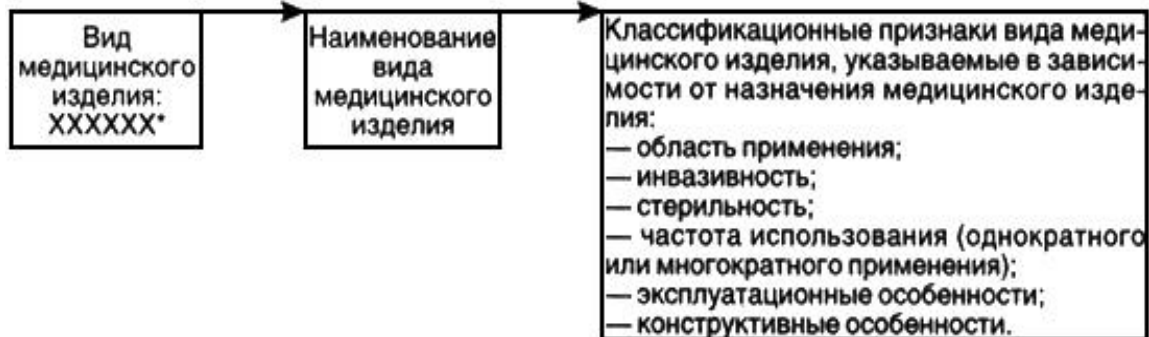 Вид
медицинского
изделия:
XXXXXX*
Наименование
вида
медицинского
изделия
Классификационные признаки вида меди-
цинского изделия, указываемые в зависи-
мости от назначения медицинского изде-
лия:
— область применения;
— инвазивность;
— стерильность;
— частота использования (однократного
или многократного применения);
— эксплуатационные особенности;
— конструктивные особенности.